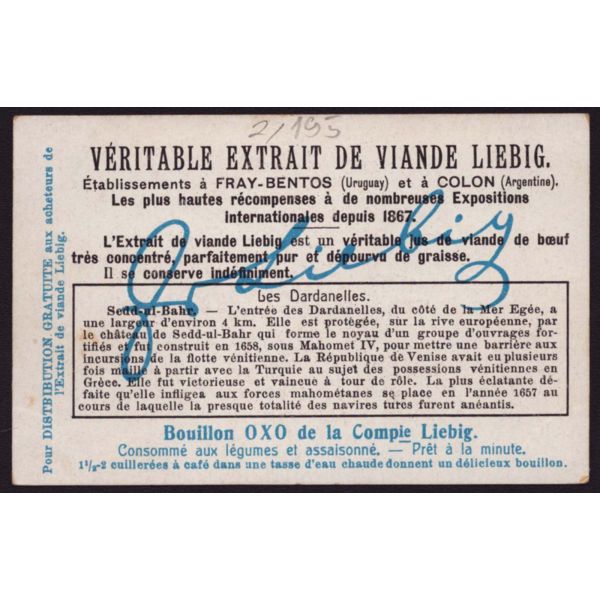 2/195
VÉRITABLE EXTRAIT DE VIANDE LIEBIG.
Établissements à FRAY-BENTOS (Uruguay) et à COLON (Argentine).
Les plus hautes récompenses à de nombreuses Expositions
internationales depuis 1867.
L'Extrait de viande Liebig est un véritable jus de viande de bœuf
très concentré, parfaitement pur et dépourvu de graisse.
Il se conserve indéfiniment.
Les Dardanelles.
Sedd-ul-Bahr. — L'entrée des Dardanelles, du côté de la Mer Egée, a
une largeur d'environ 4 km. Elle est protégée, sur la rive européenne, par
le château de Sedd-ul-Bahr qui forme le noyau d'un groupe d'ouvrages for-
tifiés et fut construit en 1658, sous Mahomet IV, pour mettre une barrière aux
incursions de la flotte vénitienne. La République de Venise avait eu plusieurs
fois maille à partir avec la Turquie au sujet des possessions vénitiennes en
Grèce. Elle fut victorieuse et vaincue à tour de rôle. La plus éclatante dé-
faite qu'elle infligea aux forces mahométanes se place en l'année 1657 au
cours de laquelle la presque totalité des navires turcs furent anéantis.
Bouillon OXO de la Compie Liebig.
Consommé aux légumes et assaisonné. — Prêt à la minute.
1½-2 cuillerées à café dans une tasse d'eau chaude donnent un délicieux bouillon.
Pour DISTRIBUTION GRATUITE aux acheteurs de
l'Extrait de viande Liebig.
J v Liebig